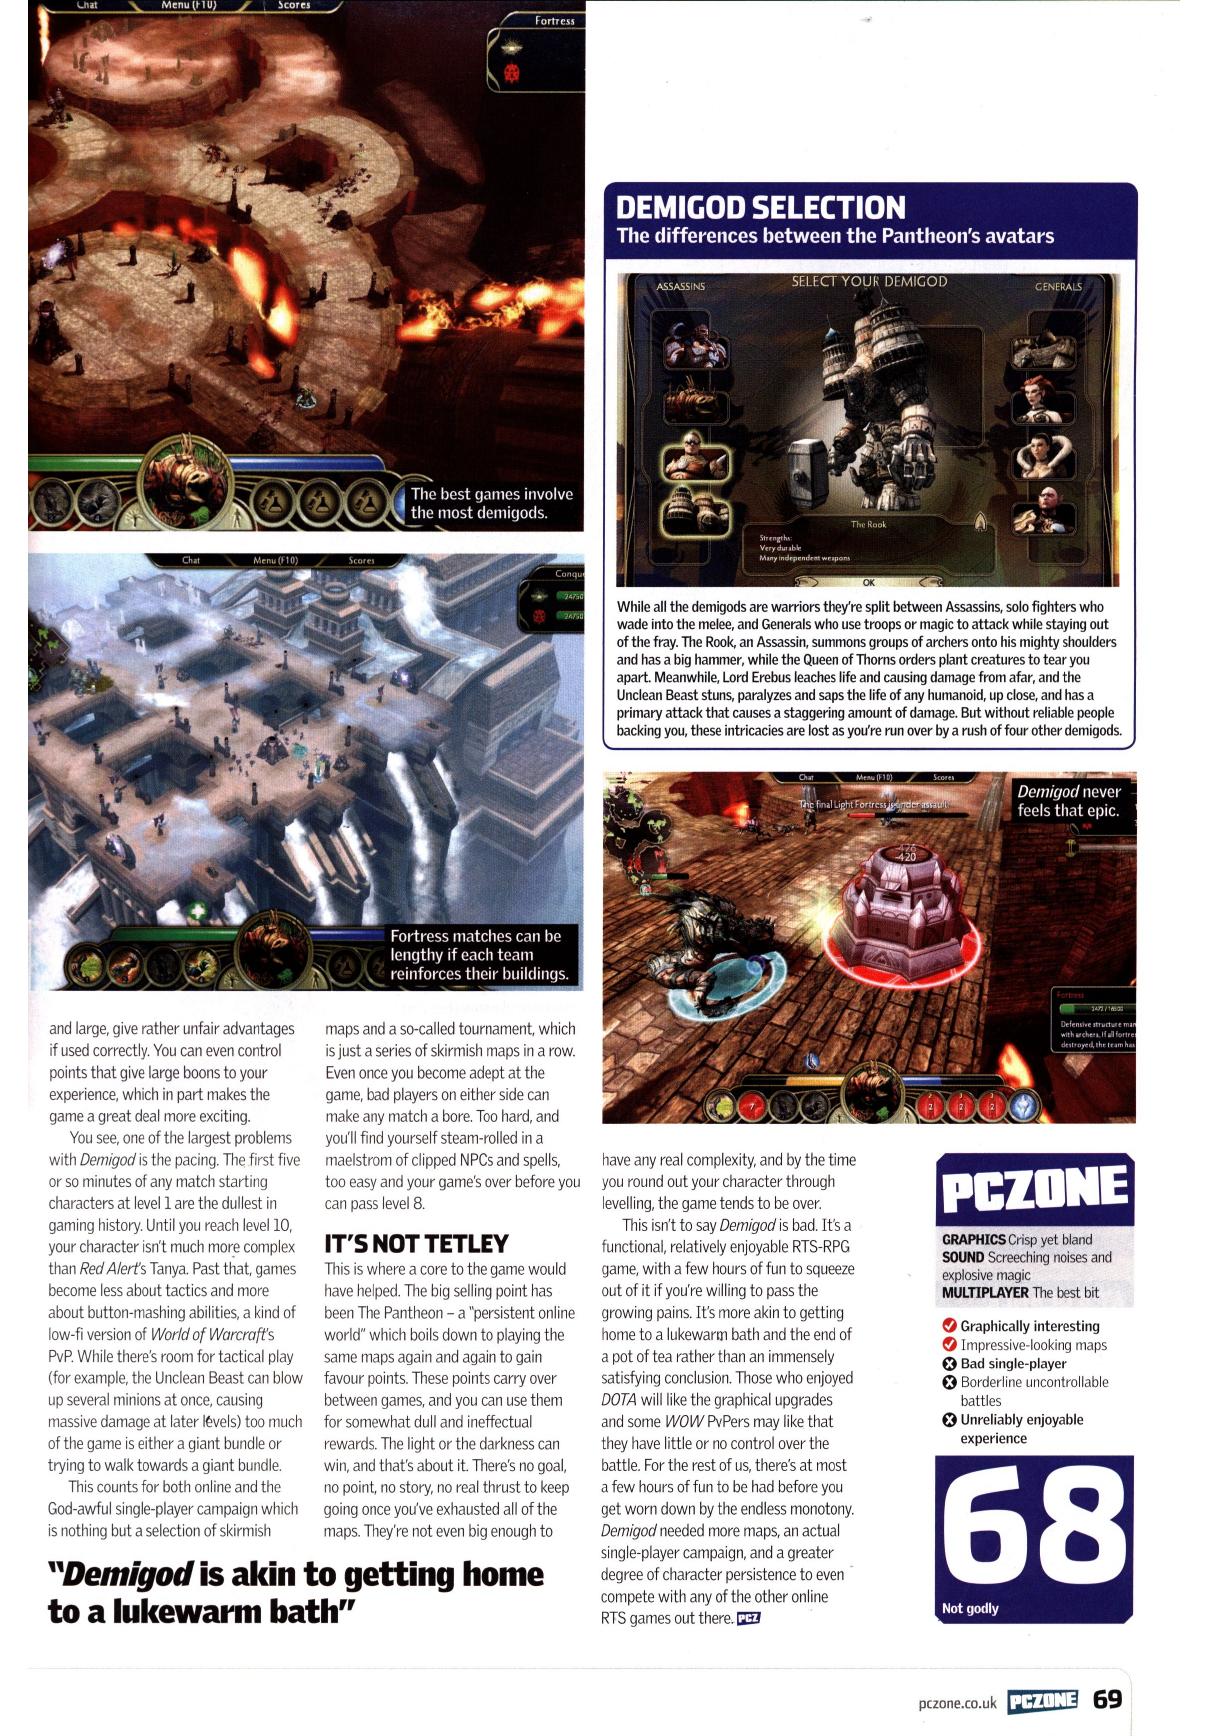 Chat Menu (F10) Scores
Fortress
The best games involve
the most demigods.
Chat Menu (F10) Scores
Conque
24/50
24/50
Fortress matches can be
lengthy if each team
reinforces their buildings.
DEMIGOD SELECTION
The differences between the Pantheon's avatars
ASSASSINS SELECT YOUR DEMIGOD GENERALS
The Rook
Strengths:
Very durable
Many independent weapons
OK
While all the demigods are warriors they're split between Assassins, solo fighters who
wade into the melee, and Generals who use troops or magic to attack while staying out
of the fray. The Rook, an Assassin, summons groups of archers onto his mighty shoulders
and has a big hammer, while the Queen of Thorns orders plant creatures to tear you
apart. Meanwhile, Lord Erebus leaches life and causing damage from afar, and the
Unclean Beast stuns, paralyzes and saps the life of any humanoid, up close, and has a
primary attack that causes a staggering amount of damage. But without reliable people
backing you, these intricacies are lost as you're run over by a rush of four other demigods.
Chat Menu (F10) Scores
The final Light Fortress is under assault!
Demigod never
feels that epic.
-420
Fortress
Defensive structure man
with archers. If all fortre
destroyed, the team has
and large, give rather unfair advantages
if used correctly. You can even control
points that give large boons to your
experience, which in part makes the
game a great deal more exciting.
You see, one of the largest problems
with Demigod is the pacing. The first five
or so minutes of any match starting
characters at level 1 are the dullest in
gaming history. Until you reach level 10,
your character isn't much more complex
than Red Alert's Tanya. Past that, games
become less about tactics and more
about button-mashing abilities, a kind of
low-fi version of World of Warcraft's
PvP. While there's room for tactical play
(for example, the Unclean Beast can blow
up several minions at once, causing
massive damage at later levels) too much
of the game is either a giant bundle or
trying to walk towards a giant bundle.
This counts for both online and the
God-awful single-player campaign which
is nothing but a selection of skirmish
maps and a so-called tournament, which
is just a series of skirmish maps in a row.
Even once you become adept at the
game, bad players on either side can
make any match a bore. Too hard, and
you'll find yourself steam-rolled in a
maelstrom of clipped NPCs and spells,
too easy and your game's over before you
can pass level 8.
IT'S NOT TETLEY
This is where a core to the game would
have helped. The big selling point has
been The Pantheon – a "persistent online
world" which boils down to playing the
same maps again and again to gain
favour points. These points carry over
between games, and you can use them
for somewhat dull and ineffectual
rewards. The light or the darkness can
win, and that's about it. There's no goal,
no point, no story, no real thrust to keep
going once you've exhausted all of the
maps. They're not even big enough to
have any real complexity, and by the time
you round out your character through
levelling, the game tends to be over.
This isn't to say Demigod is bad. It's a
functional, relatively enjoyable RTS-RPG
game, with a few hours of fun to squeeze
out of it if you're willing to pass the
growing pains. It's more akin to getting
home to a lukewarm bath and the end of
a pot of tea rather than an immensely
satisfying conclusion. Those who enjoyed
DOTA will like the graphical upgrades
and some WOW PvPers may like that
they have little or no control over the
battle. For the rest of us, there's at most
a few hours of fun to be had before you
get worn down by the endless monotony.
Demigod needed more maps, an actual
single-player campaign, and a greater
degree of character persistence to even
compete with any of the other online
RTS games out there. PCZ
"Demigod is akin to getting home
to a lukewarm bath"
PCZONE
GRAPHICS Crisp yet bland
SOUND Screeching noises and
explosive magic
MULTIPLAYER The best bit
Graphically interesting
Impressive-looking maps
Bad single-player
Borderline uncontrollable
battles
Unreliably enjoyable
experience
68
Not godly
pczone.co.uk PCZONE 69